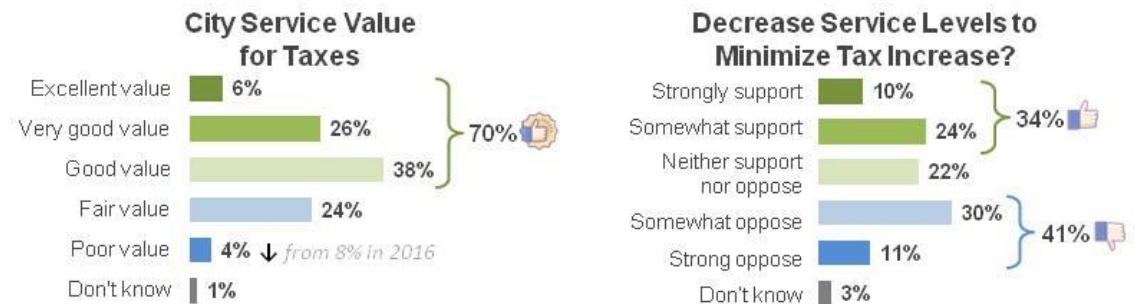 City Service Value
for Taxes
Excellent value 6%
Very good value 26%
Good value 38%
70%
Fair value 24%
Poor value 4% ↓ from 8% in 2016
Don't know 1%
Decrease Service Levels to
Minimize Tax Increase?
Strongly support 10%
Somewhat support 24%
34%
Neither support
nor oppose 22%
Somewhat oppose 30%
Strong oppose 11%
41%
Don't know 3%